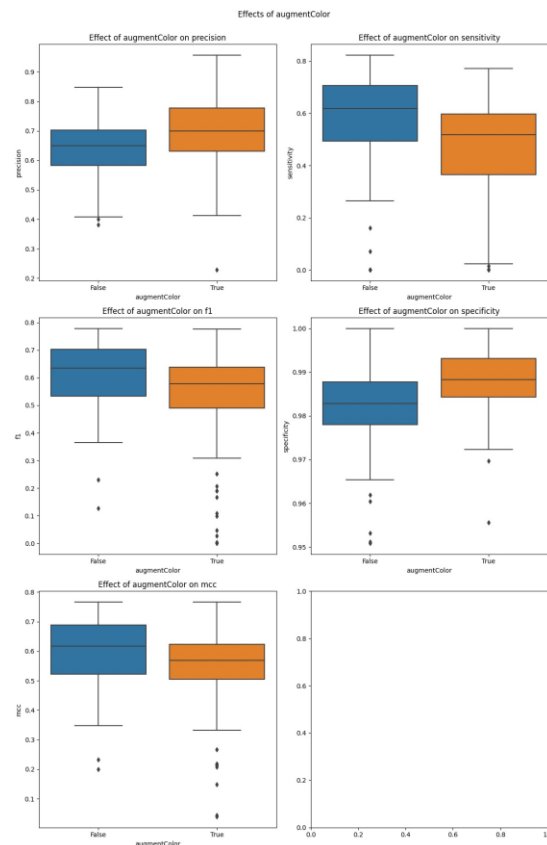 Effects of augmentColor
Effect of augmentColor on precision
0.9
0.8
0.7
0.6
0.5
0.4
0.3
0.2
precision
False
True
augmentColor
Effect of augmentColor on sensitivity
0.8
0.6
0.4
0.2
0.0
sensitivity
False
True
augmentColor
Effect of augmentColor on f1
0.8
0.7
0.6
0.5
0.4
0.3
0.2
0.1
0.0
f1
False
True
augmentColor
Effect of augmentColor on specificity
1.00
0.99
0.98
0.97
0.96
0.95
specificity
False
True
augmentColor
Effect of augmentColor on mcc
0.8
0.7
0.6
0.5
0.4
0.3
0.2
0.1
mcc
False
True
augmentColor
1.0
0.8
0.6
0.4
0.2
0.0
0.0
0.2
0.4
0.6
0.8
1.0